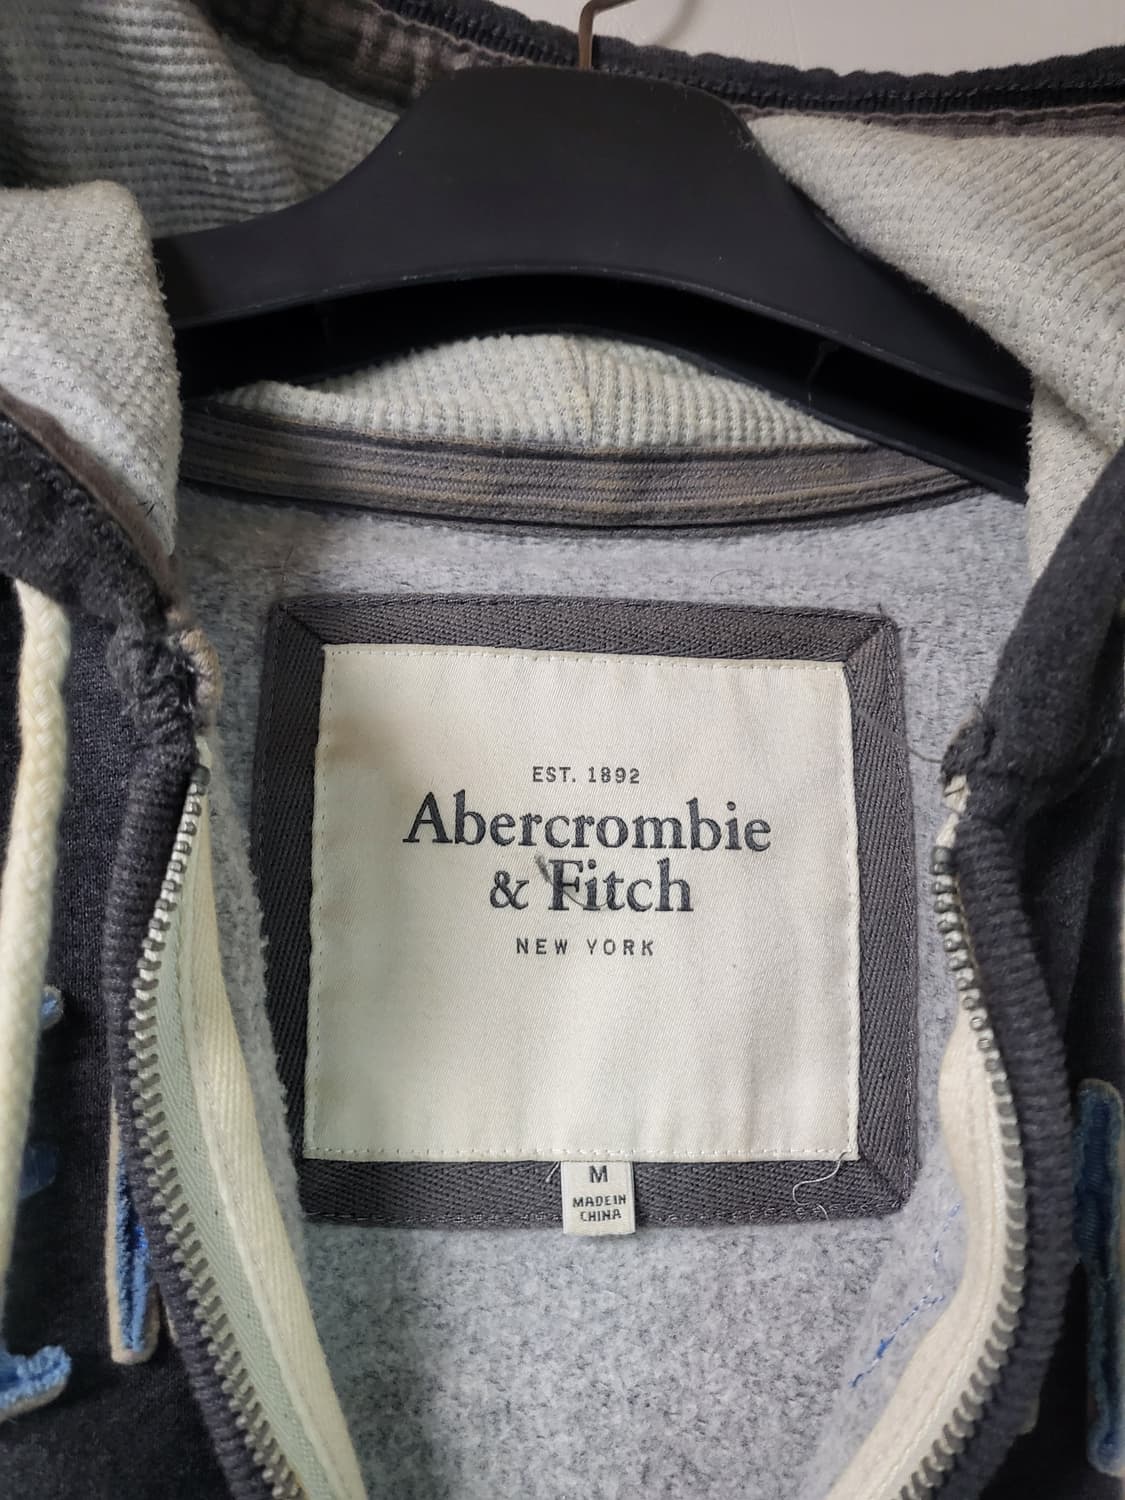 EST. 1892
Abercrombie
& Fitch
NEW YORK
M
MADE IN
CHINA